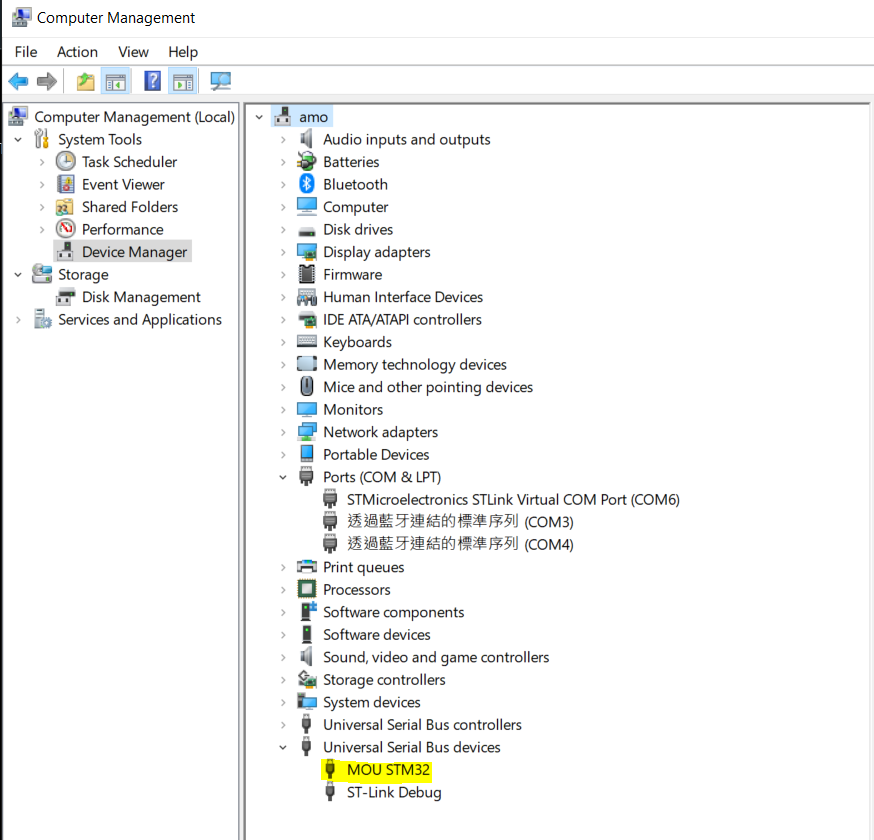 Computer Management
File Action View Help
Computer Management (Local)
System Tools
Task Scheduler
Event Viewer
Shared Folders
Performance
Device Manager
Storage
Disk Management
Services and Applications
amo
Audio inputs and outputs
Batteries
Bluetooth
Computer
Disk drives
Display adapters
Firmware
Human Interface Devices
IDE ATA/ATAPI controllers
Keyboards
Memory technology devices
Mice and other pointing devices
Monitors
Network adapters
Portable Devices
Ports (COM & LPT)
STMicroelectronics STLink Virtual COM Port (COM6)
透過藍牙連結的標準序列 (COM3)
透過藍牙連結的標準序列 (COM4)
Print queues
Processors
Software components
Software devices
Sound, video and game controllers
Storage controllers
System devices
Universal Serial Bus controllers
Universal Serial Bus devices
MOU STM32
ST-Link Debug